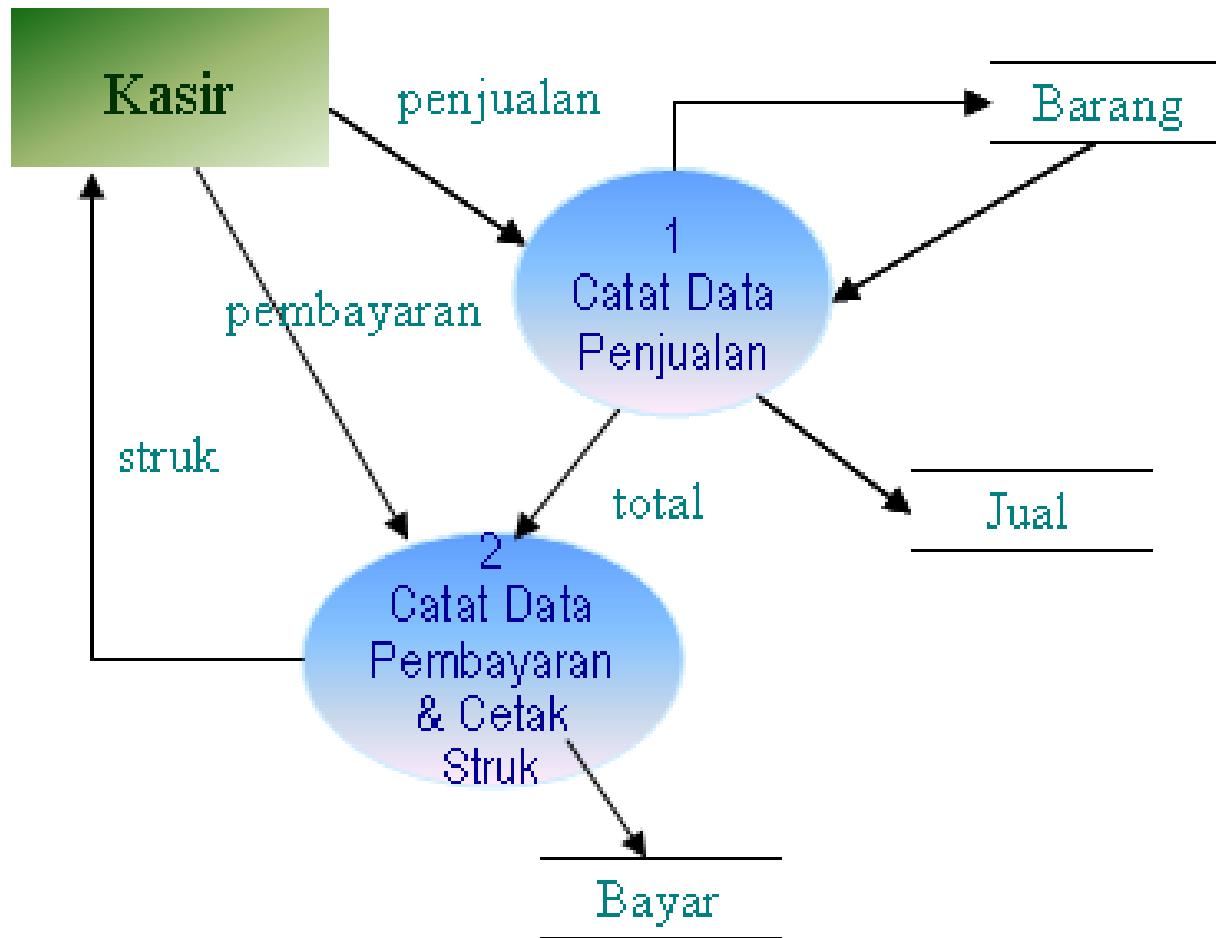 Kasir
penjualan
Barang
1
Catat Data
Penjualan
pembayaran
struk
total
Jual
2
Catat Data
Pembayaran
& Cetak
Struk
Bayar